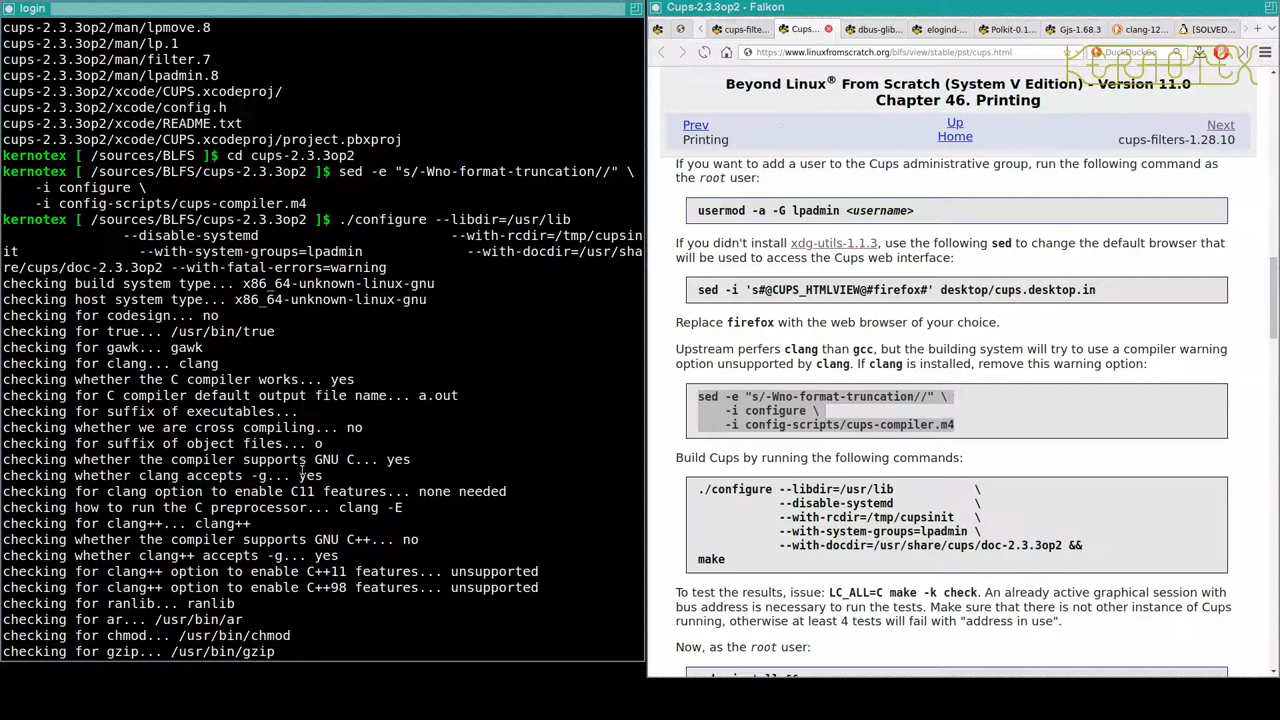 login
cups-2.3.3op2/man/lpmove.8
cups-2.3.3op2/man/lp.1
cups-2.3.3op2/man/filter.7
cups-2.3.3op2/man/lpadmin.8
cups-2.3.3op2/xcode/CUPS.xcodeproj/
cups-2.3.3op2/xcode/config.h
cups-2.3.3op2/xcode/README.txt
cups-2.3.3op2/xcode/CUPS.xcodeproj/project.pbxproj
kernotex [ /sources/BLFS ]$ cd cups-2.3.3op2
kernotex [ /sources/BLFS/cups-2.3.3op2 ]$ sed -e "s/-Wno-format-truncation//" \
-i configure \
-i config-scripts/cups-compiler.m4
kernotex [ /sources/BLFS/cups-2.3.3op2 ]$ ./configure --libdir=/usr/lib
--disable-systemd --with-rcdir=/tmp/cupsin
it --with-system-groups=lpadmin --with-docdir=/usr/sha
re/cups/doc-2.3.3op2 --with-fatal-errors=warning
checking build system type... x86_64-unknown-linux-gnu
checking host system type... x86_64-unknown-linux-gnu
checking for codesign... no
checking for true... /usr/bin/true
checking for gawk... gawk
checking for clang... clang
checking whether the C compiler works... yes
checking for C compiler default output file name... a.out
checking for suffix of executables...
checking whether we are cross compiling... no
checking for suffix of object files... o
checking whether the compiler supports GNU C... yes
checking whether clang accepts -g... yes
checking for clang option to enable C11 features... none needed
checking how to run the C preprocessor... clang -E
checking for clang++... clang++
checking whether the compiler supports GNU C++... no
checking whether clang++ accepts -g... yes
checking for clang++ option to enable C++11 features... unsupported
checking for clang++ option to enable C++98 features... unsupported
checking for ranlib... ranlib
checking for ar... /usr/bin/ar
checking for chmod... /usr/bin/chmod
checking for gzip... /usr/bin/gzip
Cups-2.3.3op2 - Falkon
cups-filte... Cups... dbus-glib... elogind-... Polkit-0.1... Gjs-1.68.3 clang-12... [SOLVED...
https://www.linuxfromscratch.org/blfs/view/stable/pst/cups.html DuckDuckGo
KERNOTEX
Beyond Linux® From Scratch (System V Edition) - Version 11.0
Chapter 46. Printing
Prev Up Next
Printing Home cups-filters-1.28.10
If you want to add a user to the Cups administrative group, run the following command as
the root user:
usermod -a -G lpadmin <username>
If you didn't install xdg-utils-1.1.3, use the following sed to change the default browser that
will be used to access the Cups web interface:
sed -i 's#@CUPS_HTMLVIEW@#firefox#' desktop/cups.desktop.in
Replace firefox with the web browser of your choice.
Upstream perfers clang than gcc, but the building system will try to use a compiler warning
option unsupported by clang. If clang is installed, remove this warning option:
sed -e "s/-Wno-format-truncation//" \
-i configure \
-i config-scripts/cups-compiler.m4
Build Cups by running the following commands:
./configure --libdir=/usr/lib \
--disable-systemd \
--with-rcdir=/tmp/cupsinit \
--with-system-groups=lpadmin \
--with-docdir=/usr/share/cups/doc-2.3.3op2 &&
make
To test the results, issue: LC_ALL=C make -k check. An already active graphical session with
bus address is necessary to run the tests. Make sure that there is not other instance of Cups
running, otherwise at least 4 tests will fail with "address in use".
Now, as the root user: